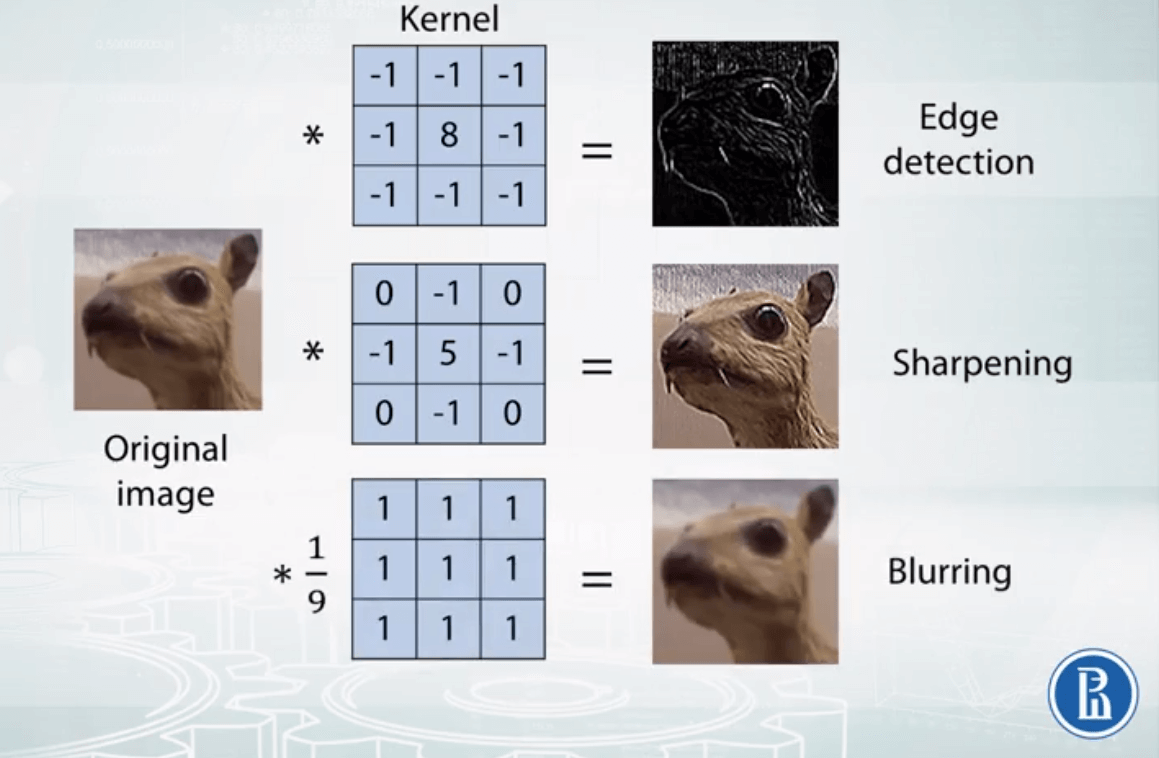 Kernel
-1 -1 -1
* -1 8 -1 =
-1 -1 -1
Edge
detection
0 -1 0
* -1 5 -1 =
0 -1 0
Sharpening
Original
image
1 1 1
* 1/9 1 1 1 =
1 1 1
Blurring